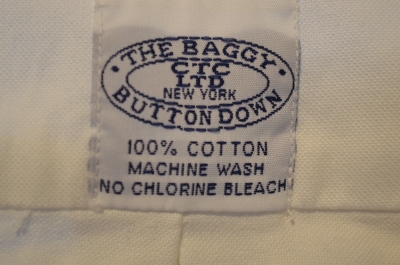 THE BAGGY
CTC
LTD
NEW YORK
BUTTON DOWN
100% COTTON
MACHINE WASH
NO CHLORINE BLEACH